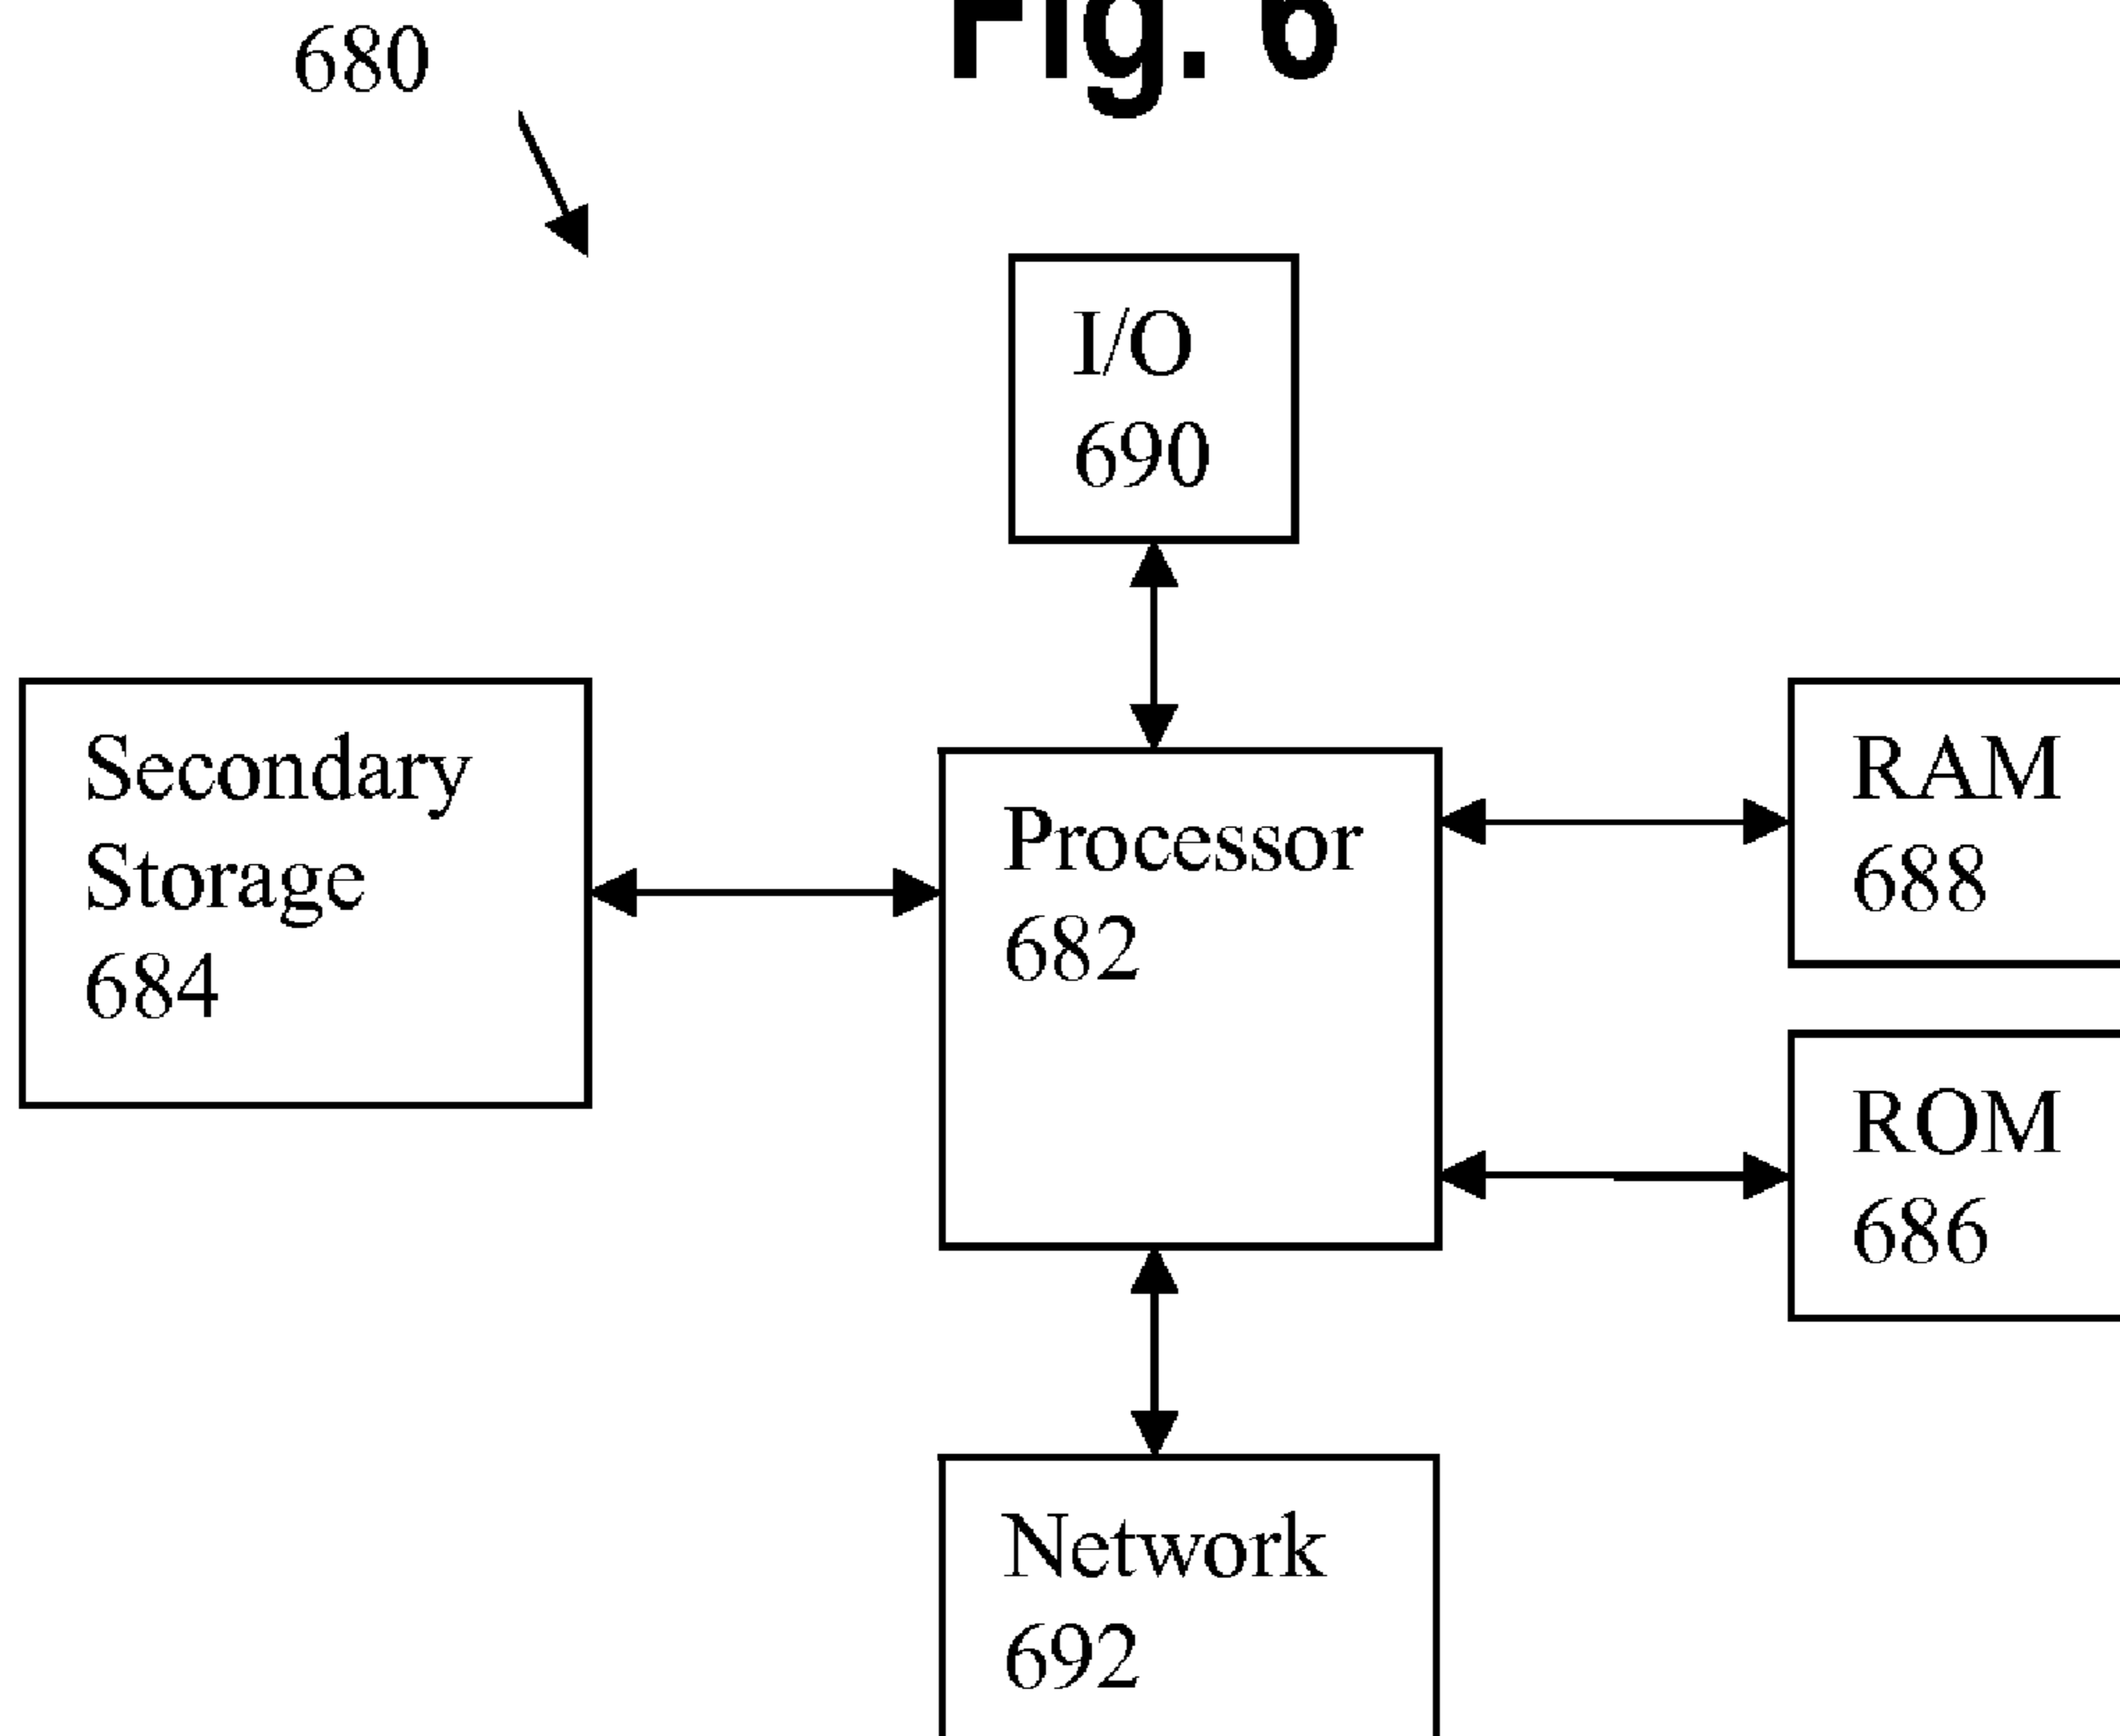 Fig. 6
680
I/O
690
Secondary
Storage
684
Processor
682
RAM
688
ROM
686
Network
692